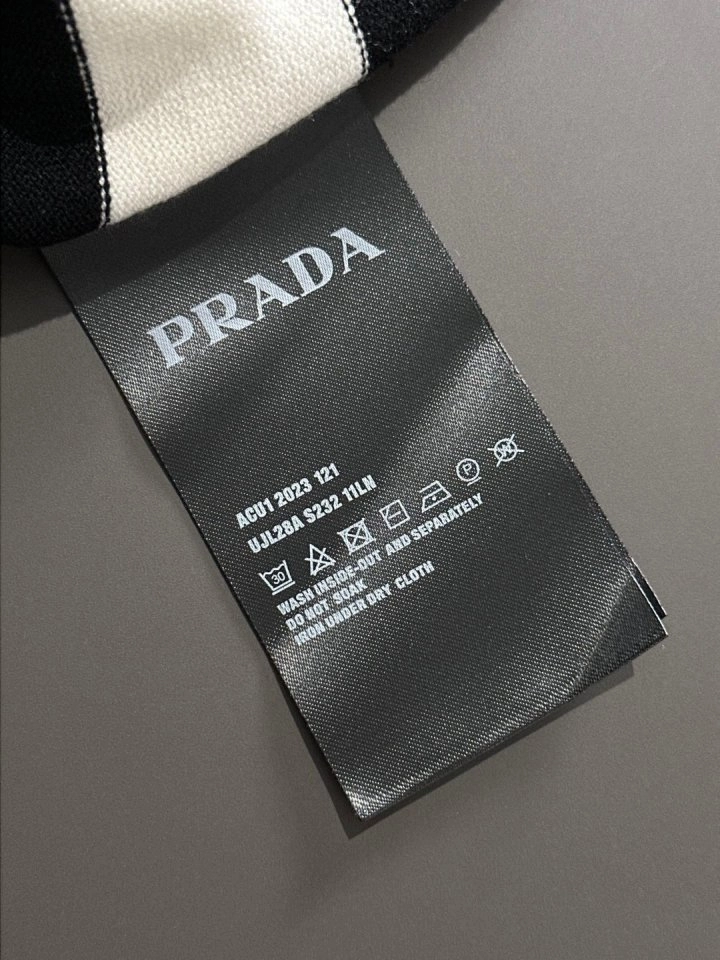 PRADA
ACU1 2023 121
UJL28A S232 11LN
30 P W
WASH INSIDE-OUT AND SEPARATELY
DO NOT SOAK
IRON UNDER DRY CLOTH